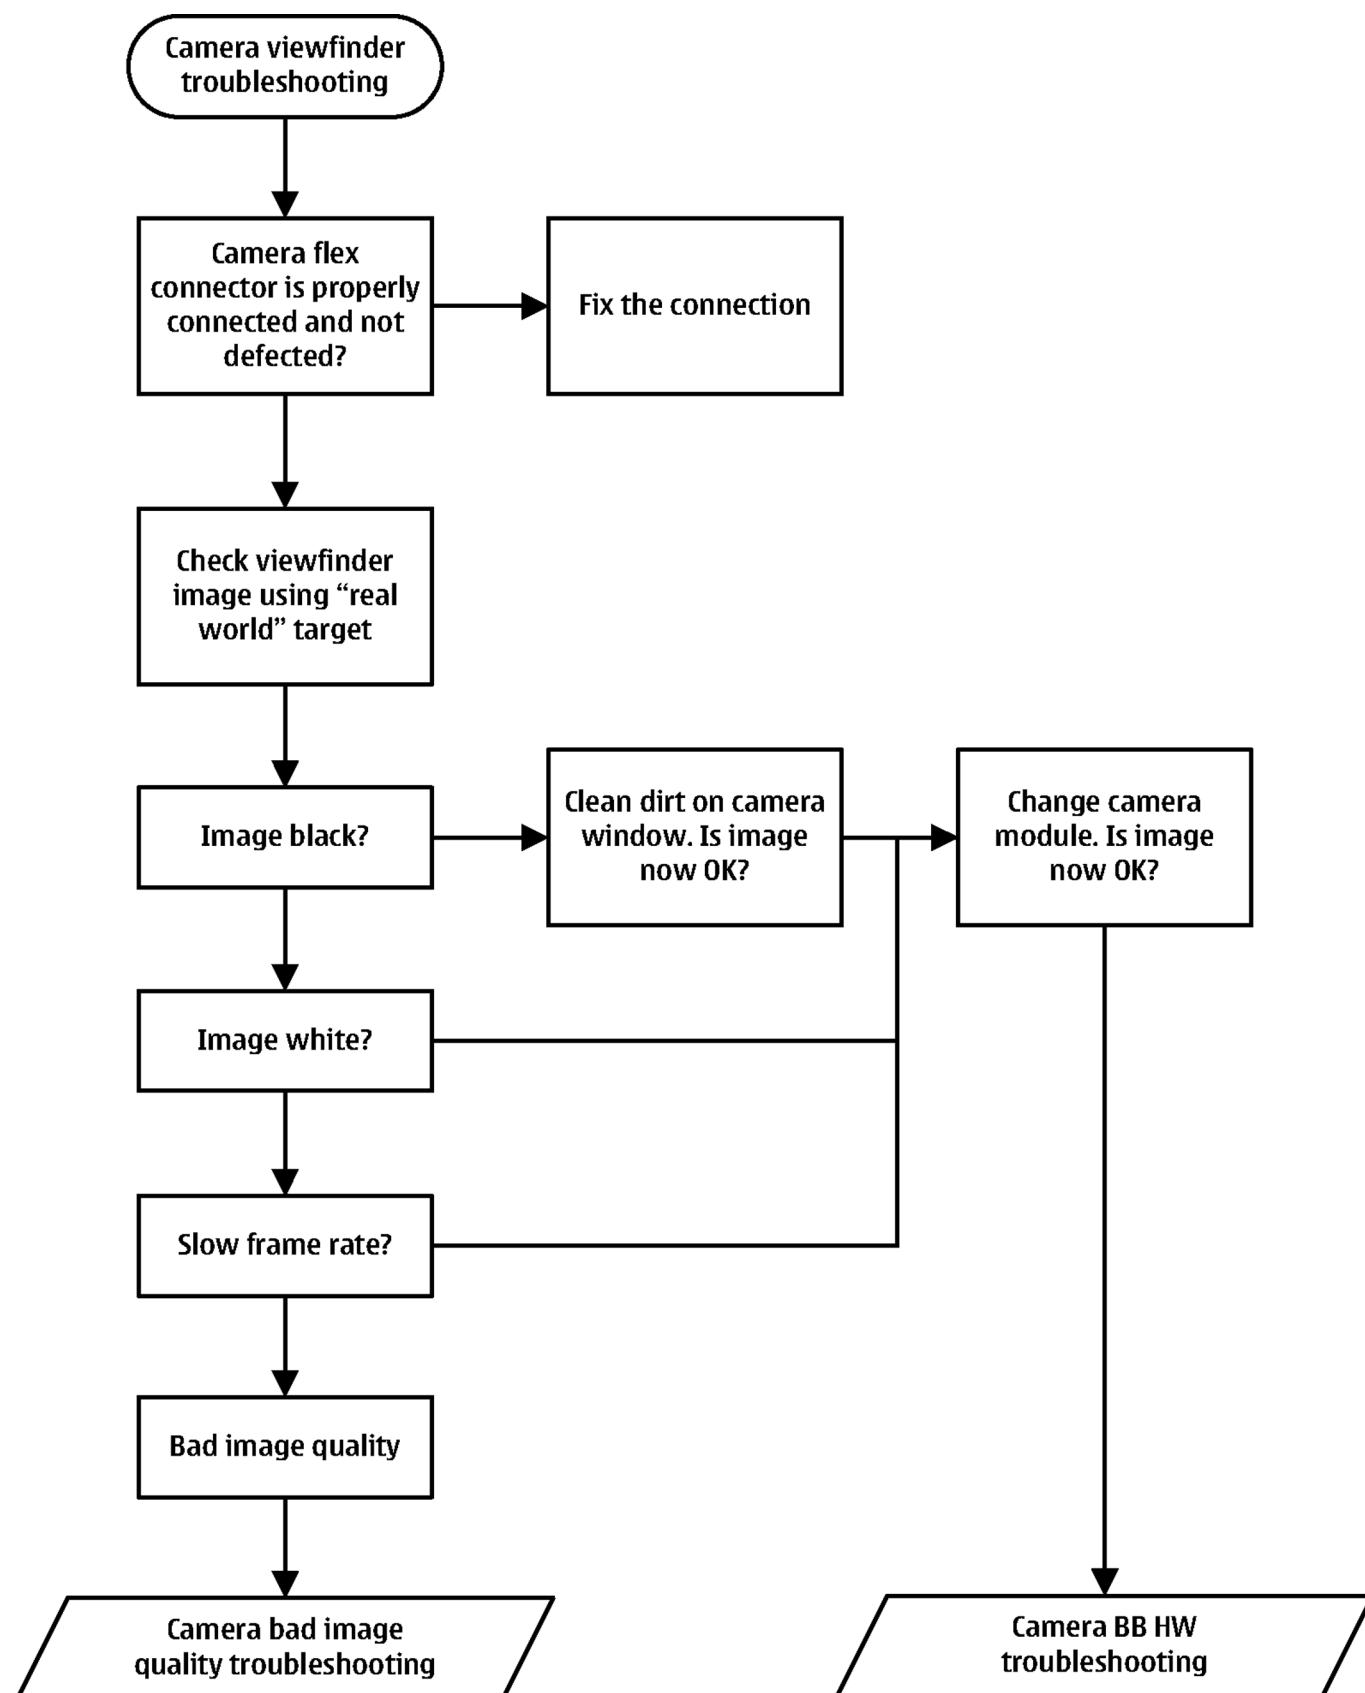 Camera viewfinder
troubleshooting
Camera flex
connector is properly
connected and not
defected?
Fix the connection
Check viewfinder
image using “real
world” target
Image black?
Clean dirt on camera
window. Is image
now OK?
Change camera
module. Is image
now OK?
Image white?
Slow frame rate?
Bad image quality
Camera bad image
quality troubleshooting
Camera BB HW
troubleshooting